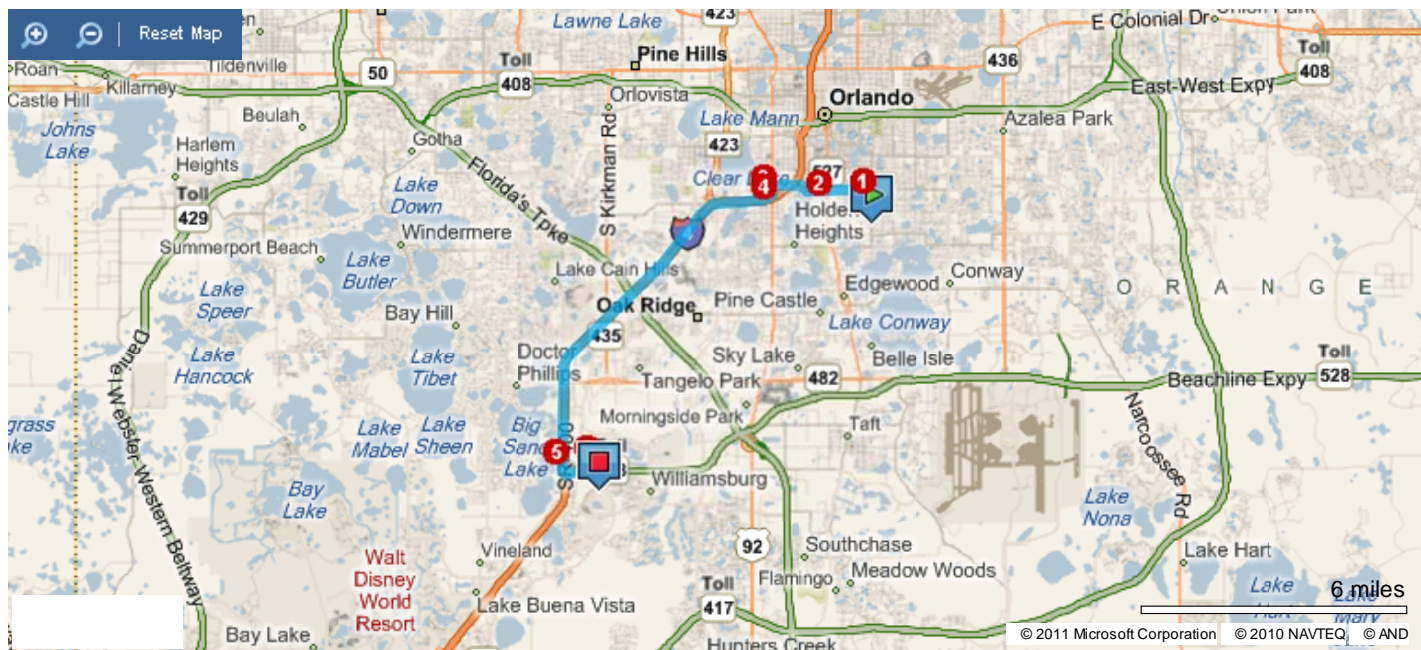 Reset Map
Lawne Lake
423
E Colonial Dr
Pine Hills
436
Toll
408
Roan
Tildenville
50
Toll
408
Killarney
Castle Hill
Orlovista
East-West Expy
Orlando
Beulah
Lake Mann
Azalea Park
Johns
Lake
Harlem
Heights
Gotha
S Kirkman Rd
423
Florida's Tpke
Toll
429
Lake
Down
2
1
4
Holde
Heights
Windermere
Summerport Beach
Lake
Butler
Lake Cain Hills
Conway
Edgewood
O R A N G E
Lake
Speer
Bay Hill
Oak Ridge
Pine Castle
Lake Conway
435
Daniel Webster Western Beltway
Lake
Hancock
Lake
Tibet
Doctor
Phillips
Sky Lake
Belle Isle
Toll
528
Tangelo Park
482
Beachline Expy
Morningside Park
Narcoossee Rd
Lake
Mabel
Lake
Sheen
Big
Sand
Lake
5
Taft
Williamsburg
Bay
Lake
Lake
Nona
92
Vineland
Southchase
Lake Hart
Walt
Disney
World
Resort
Flamingo
Meadow Woods
Lake Buena Vista
Toll
417
Lake
6 miles
Bay Lake
Hunters Creek
© 2011 Microsoft Corporation © 2010 NAVTEQ © AND